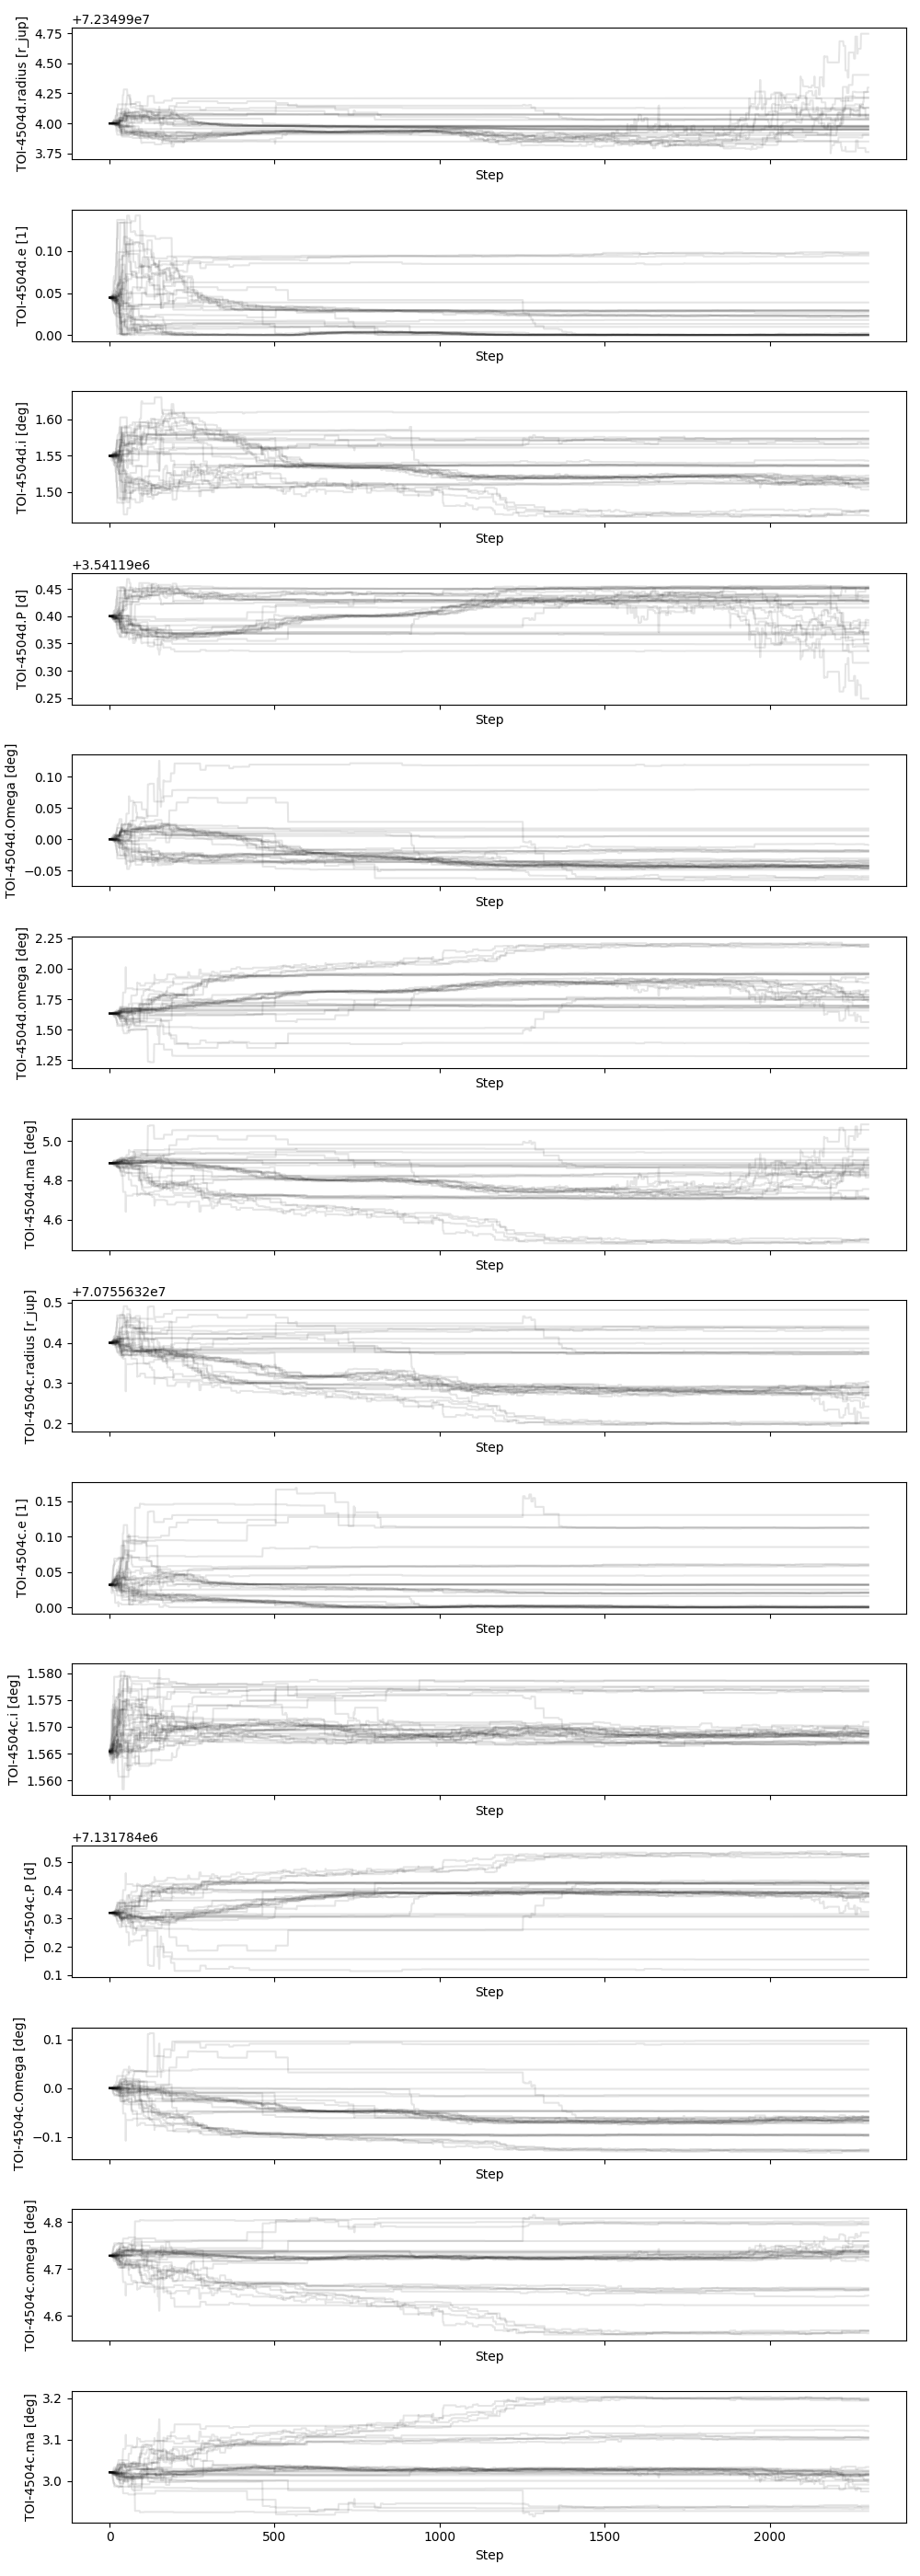 +7.23499e7
TOI-4504d.radius [r_jup]
4.75
4.50
4.25
4.00
3.75
Step
TOI-4504d.e [1]
0.10
0.05
0.00
Step
TOI-4504d.i [deg]
1.60
1.55
1.50
Step
+3.54119e6
TOI-4504d.P [d]
0.45
0.40
0.35
0.30
0.25
Step
TOI-4504d.Omega [deg]
0.10
0.05
0.00
−0.05
Step
TOI-4504d.omega [deg]
2.25
2.00
1.75
1.50
1.25
Step
TOI-4504d.ma [deg]
5.0
4.8
4.6
Step
+7.0755632e7
TOI-4504c.radius [r_jup]
0.5
0.4
0.3
0.2
Step
TOI-4504c.e [1]
0.15
0.10
0.05
0.00
Step
TOI-4504c.i [deg]
1.580
1.575
1.570
1.565
1.560
Step
+7.131784e6
TOI-4504c.P [d]
0.5
0.4
0.3
0.2
0.1
Step
TOI-4504c.Omega [deg]
0.1
0.0
−0.1
Step
TOI-4504c.omega [deg]
4.8
4.7
4.6
Step
TOI-4504c.ma [deg]
3.2
3.1
3.0
0 500 1000 1500 2000
Step